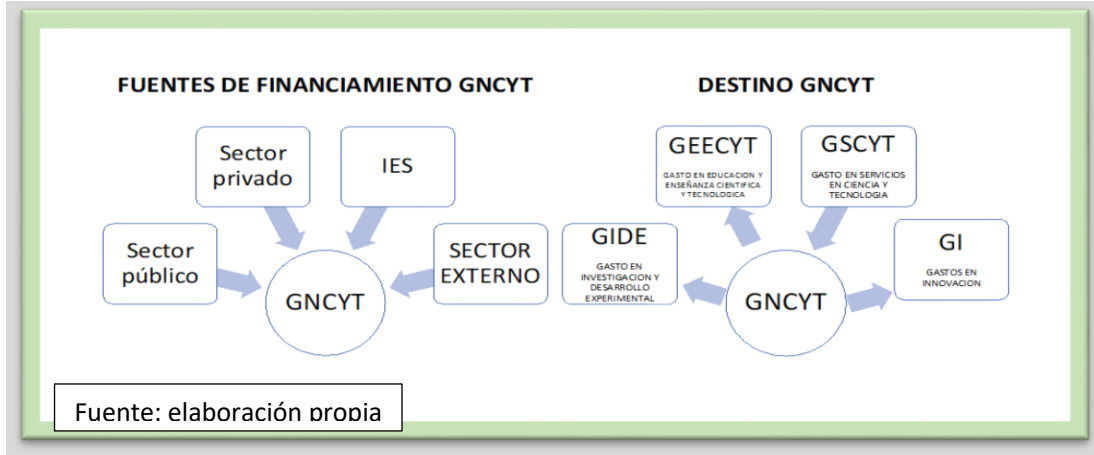 FUENTES DE FINANCIAMIENTO GNCYT
Sector
privado
IES
Sector
público
SECTOR
EXTERNO
GNCYT
DESTINO GNCYT
GEECYT
GASTO EN EDUCACION Y
ENSEÑANZA CIENTIFICA
Y TECNOLOGICA
GSCYT
GASTO EN SERVICIOS
EN CIENCIA Y
TECNOLOGIA
GIDE
GASTO EN
INVESTIGACION Y
DESARROLLO
EXPERIMENTAL
GI
GASTOS EN
INNOVACION
GNCYT
Fuente: elaboración propia